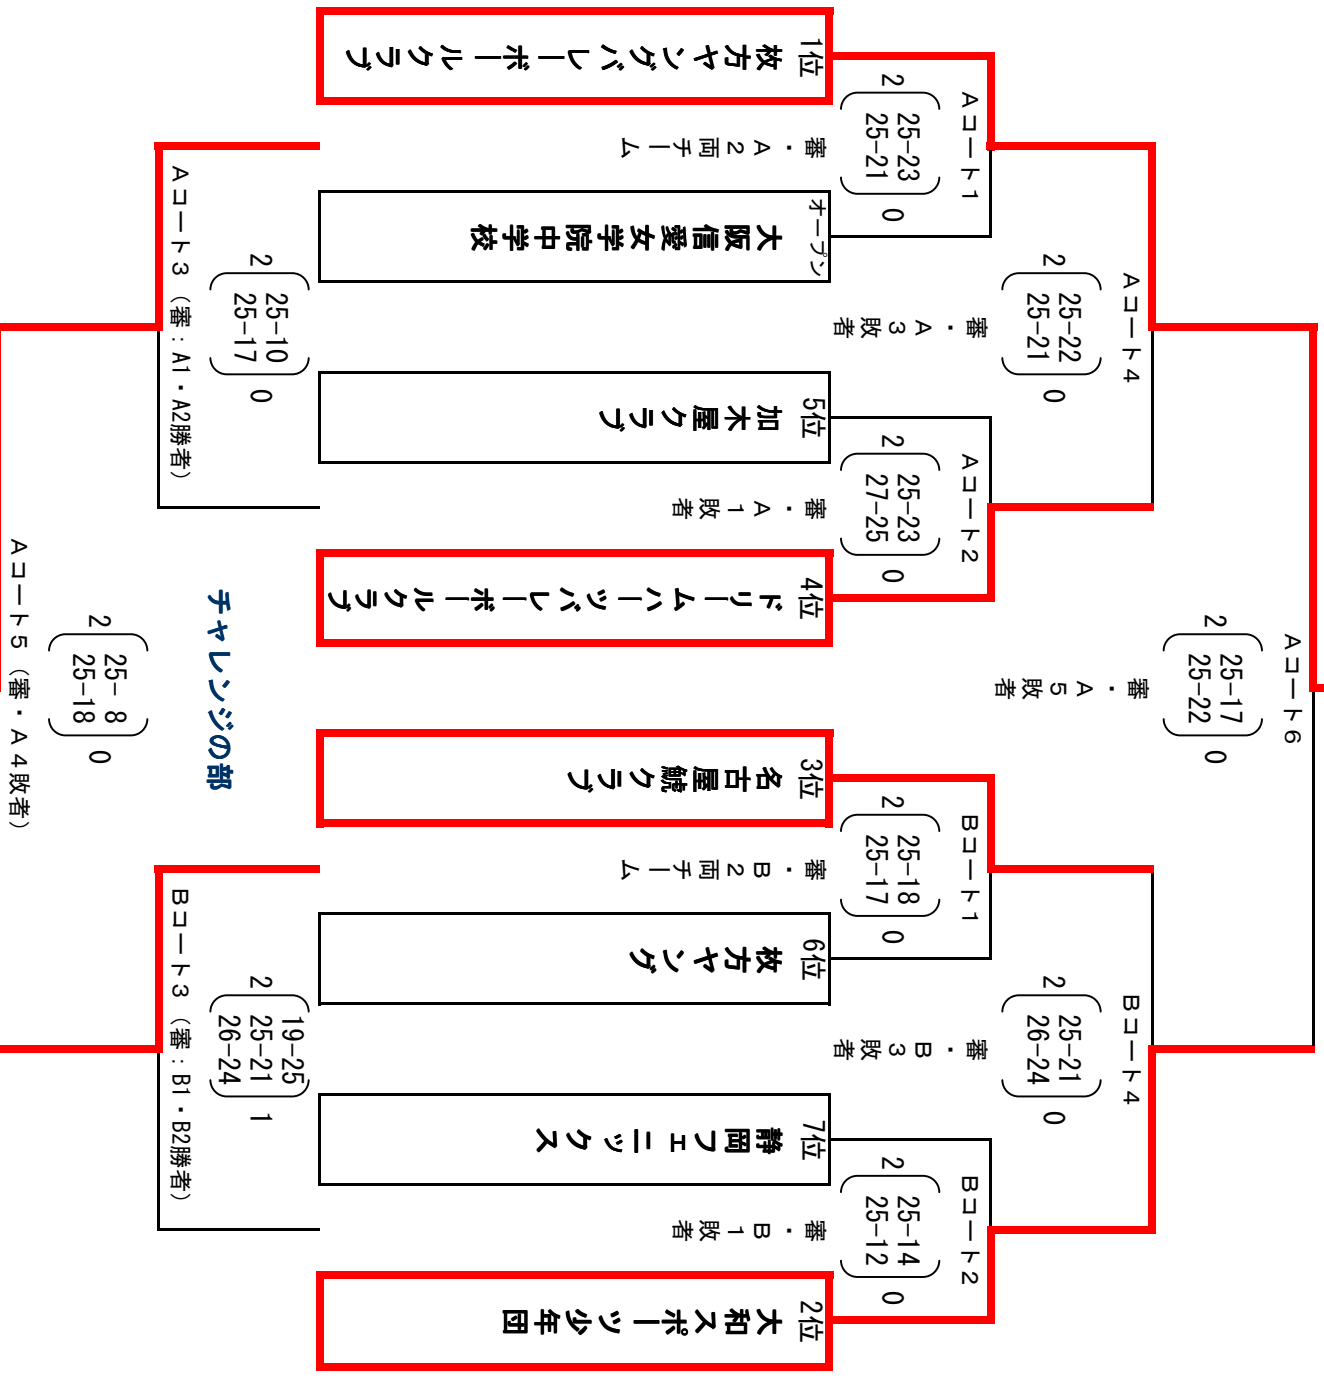 Aコート6
2
25-17
25-22
0
審・A5敗者
Aコート4
2
25-22
25-21
0
審・A3敗者
Bコート4
2
25-21
26-24
0
審・B3敗者
Aコート1
2
25-23
25-21
0
審・A2両チーム
Aコート2
2
25-23
27-25
0
審・A1敗者
Bコート1
2
25-18
25-17
0
審・B2両チーム
Bコート2
2
25-14
25-12
0
審・B1敗者
1位
枚方ヤングバレーボールクラブ
オープン
大阪信愛女学院中学校
5位
加木屋クラブ
4位
ドリームハーツバレーボールクラブ
3位
名古屋鯱クラブ
6位
枚方ヤング
7位
静岡フェニックス
2位
大和スポーツ少年団
2
25-10
25-17
0
Aコート3（審：A1・A2勝者）
チャレンジの部
2
19-25
25-21
26-24
1
Bコート3（審：B1・B2勝者）
2
25- 8
25-18
0
Aコート5（審・A4敗者）